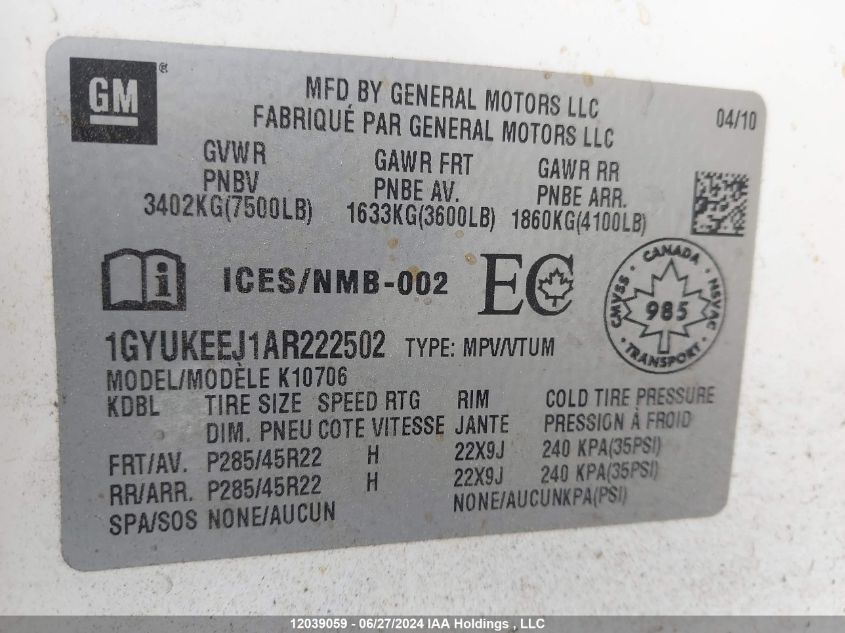 GM ®
MFD BY GENERAL MOTORS LLC
FABRIQUÉ PAR GENERAL MOTORS LLC
04/10
GVWR GAWR FRT GAWR RR
PNBV PNBE AV. PNBE ARR.
3402KG(7500LB) 1633KG(3600LB) 1860KG(4100LB)
i ICES/NMB-002 EC
CANADA
CMVSS 985 NSVAC
TRANSPORT
1GYUKEEJ1AR222502 TYPE: MPV/VTUM
MODEL/MODÈLE K10706
KDBL TIRE SIZE SPEED RTG RIM COLD TIRE PRESSURE
DIM. PNEU COTE VITESSE JANTE PRESSION À FROID
FRT/AV. P285/45R22 H 22X9J 240 KPA(35PSI)
RR/ARR. P285/45R22 H 22X9J 240 KPA(35PSI)
SPA/SOS NONE/AUCUN NONE/AUCUNKPA(PSI)
12039059 - 06/27/2024 IAA Holdings , LLC